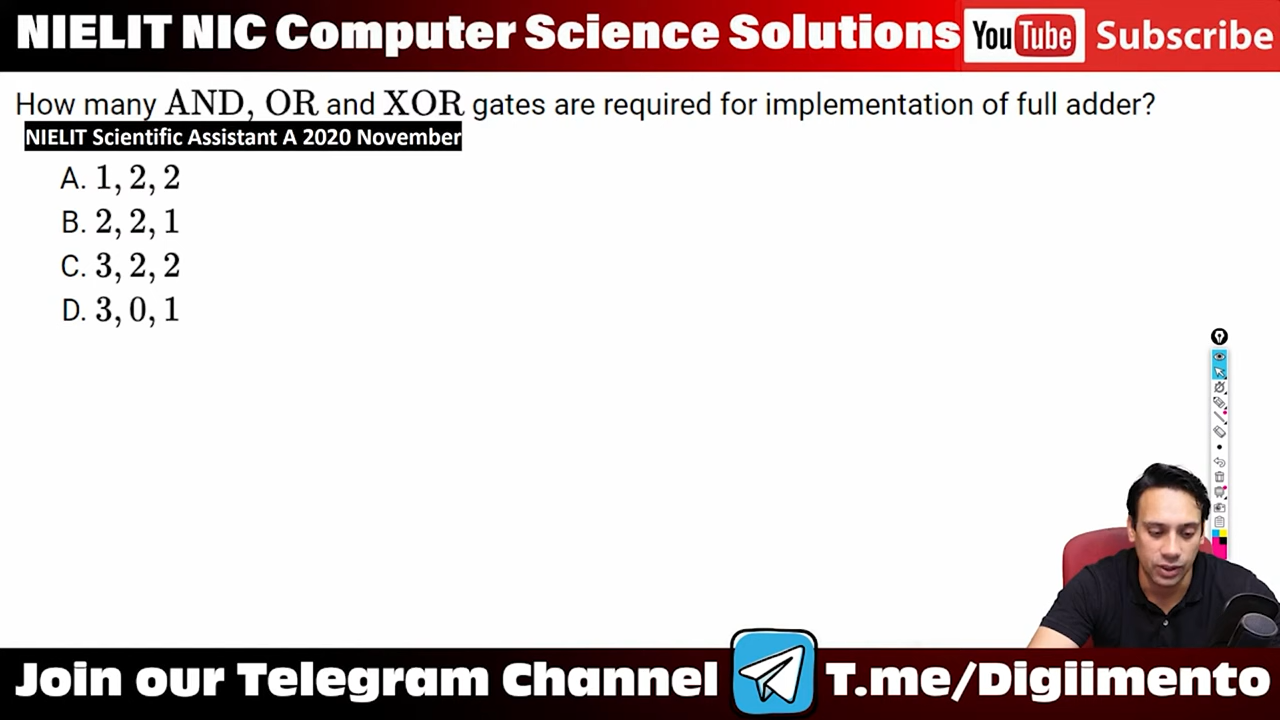 NIELIT NIC Computer Science Solutions YouTube Subscribe
How many AND, OR and XOR gates are required for implementation of full adder?
NIELIT Scientific Assistant A 2020 November
A. 1, 2, 2
B. 2, 2, 1
C. 3, 2, 2
D. 3, 0, 1
Join our Telegram Channel T.me/Digiimento